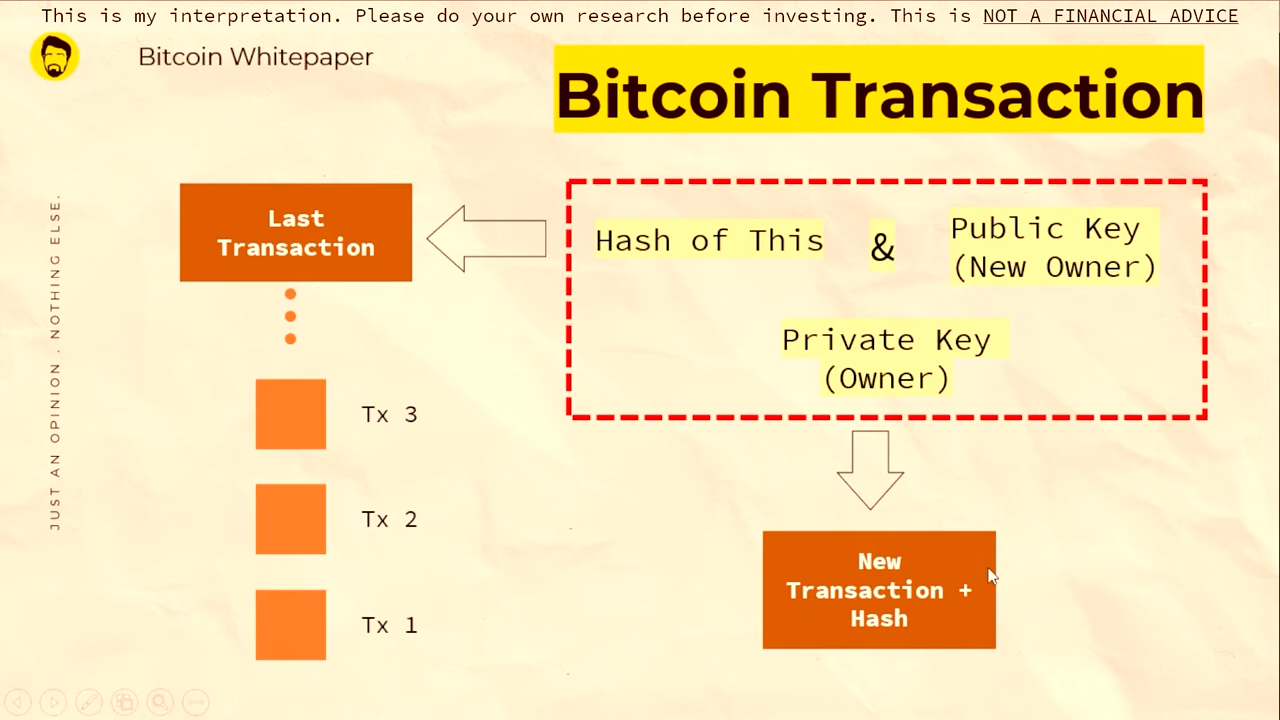 This is my interpretation. Please do your own research before investing. This is NOT A FINANCIAL ADVICE
Bitcoin Whitepaper
Bitcoin Transaction
JUST AN OPINION . NOTHING ELSE.
Last
Transaction
Hash of This
&
Public Key
(New Owner)
Private Key
(Owner)
Tx 3
Tx 2
Tx 1
New
Transaction +
Hash